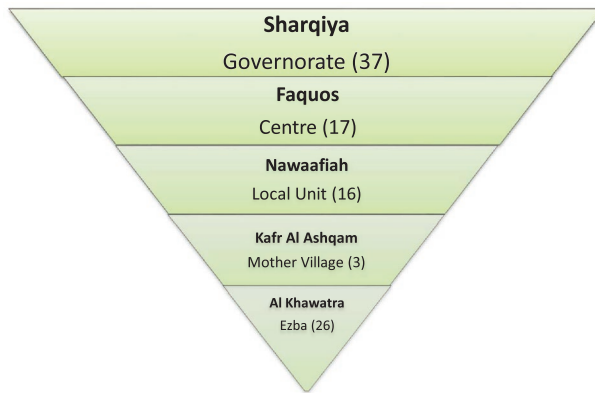 Sharqiya
Governorate (37)
Faquos
Centre (17)
Nawaafiah
Local Unit (16)
Kafr Al Ashqam
Mother Village (3)
Al Khawatra
Ezba (26)